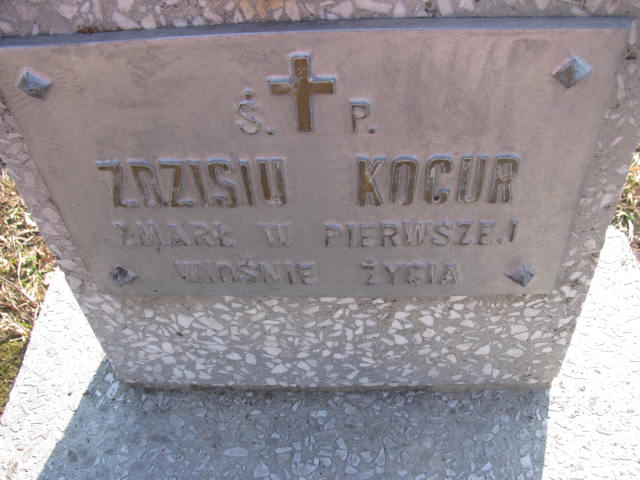 Ś. P.
ZDZISIU KOCUR
ZMARŁ W PIERWSZEJ
WIOŚNIE ŻYCIA